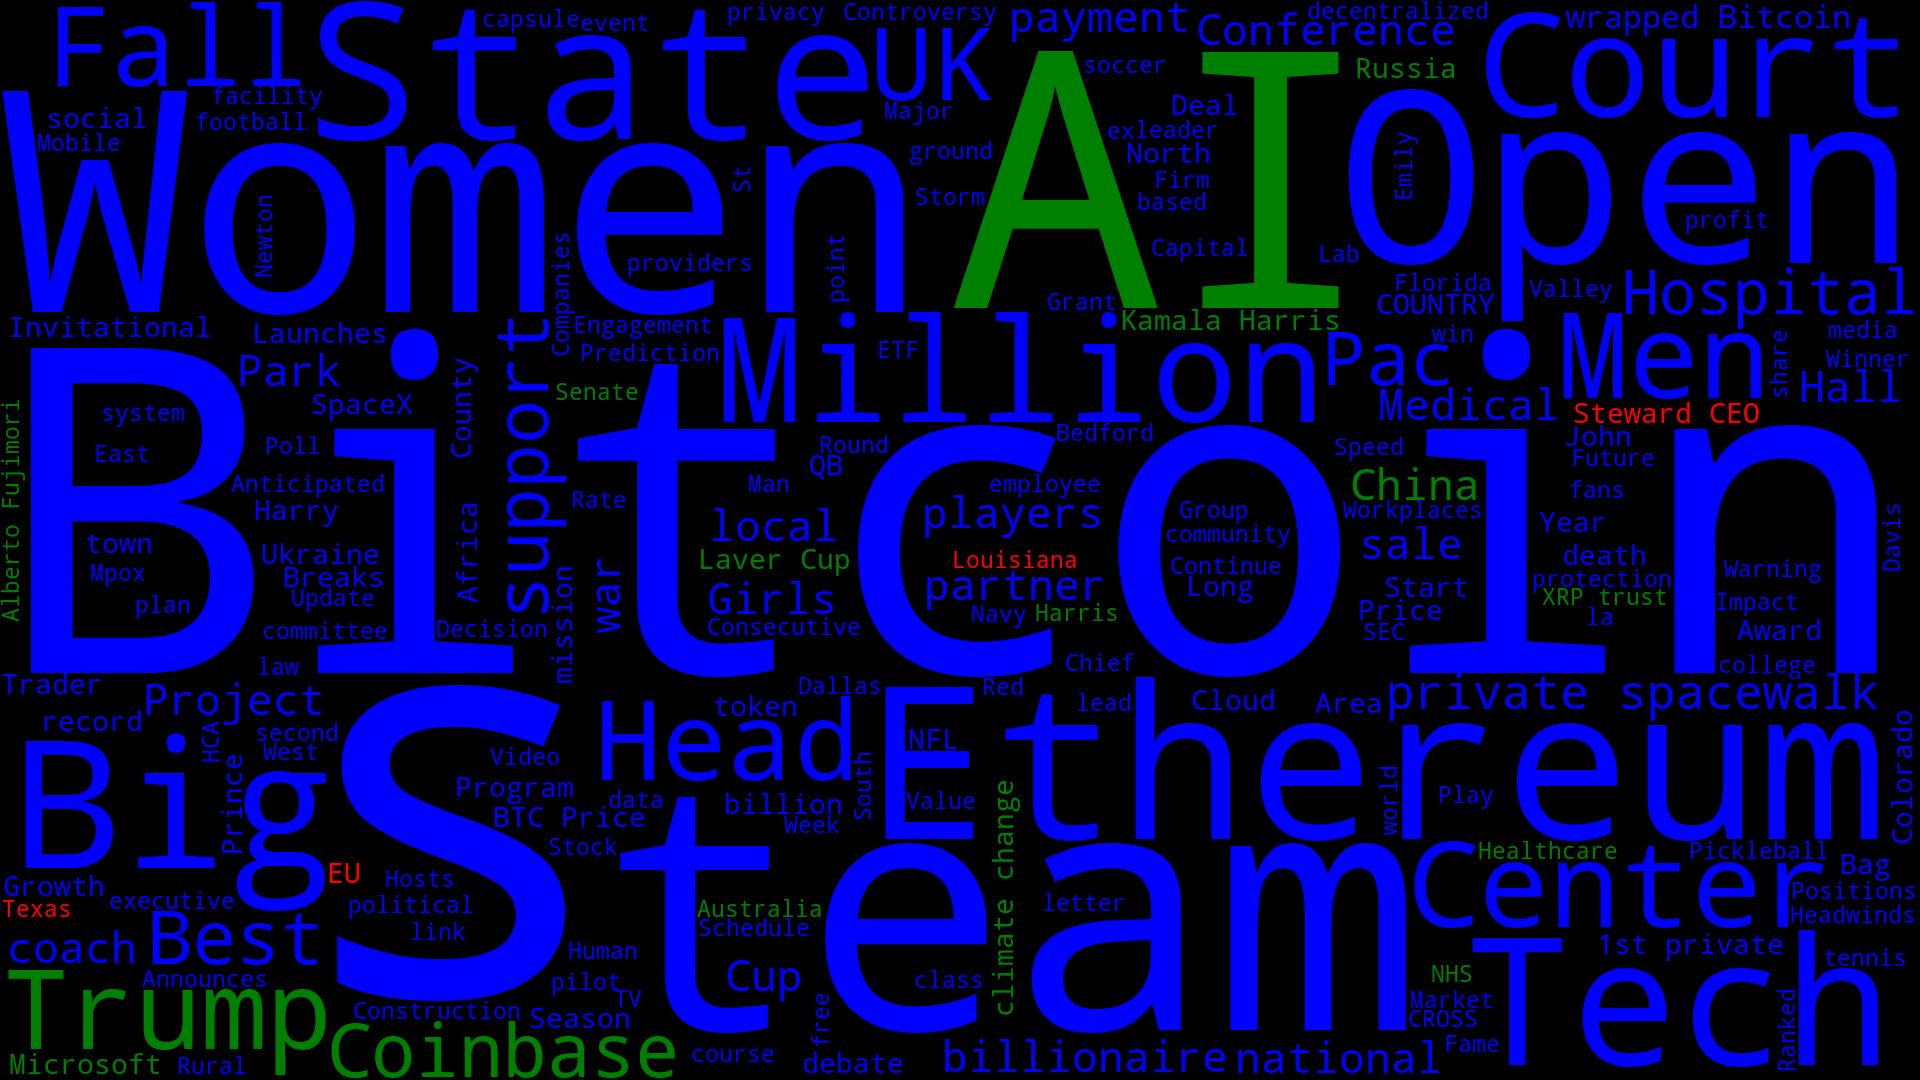 Fall
State
capsule
event
privacy
Controversy
UK
payment
Conference
decentralized
wrapped Bitcoin
Court
soccer
AI
Russia
Women
facility
social
football
Mobile
Major
Deal
exleader
North
ground
Firm
based
Storm
St
Newton
Open
Emily
profit
Capital
Lab
providers
point
Companies
Florida
COUNTRY
Valley
Hospital
Grant
Kamala Harris
Invitational
Launches
support
Engagement
Prediction
Million
ETF
win
Pac
Men
share
media
Winner
Hall
Bitcoin
Park
SpaceX
County
Senate
Medical
Steward CEO
system
East
Poll
Alberto Fujimori
Round
QB
Bedford
Speed
John
Future
Anticipated
Harry
Rate
Man
employee
China
Workplaces
fans
Year
Davis
town
Mpox
plan
Ukraine
Breaks
Update
Africa
local
Laver Cup
players
Louisiana
partner
Group
community
Continue
Long
sale
death
protection
XRP trust
Warning
Impact
Award
war
Girls
Consecutive
Navy
Harris
Start
Price
SEC
la
committee
Decision
mission
law
Chief
college
Trader
Project
record
HCA
second
West
Prince
Dallas
token
Red
lead
Cloud
Area
private spacewalk
Colorado
Big
Steam
Head
Ethereum
NFL
Video
Program
BTC Price
data
billion
Week
South
Value
Play
world
Stock
climate change
Center
Healthcare
Pickleball
Bag
Positions
Headwinds
EU
Hosts
Growth
Texas
executive
political
link
Australia
Schedule
letter
Best
coach
Human
1st private
tennis
Announces
pilot
TV
Cup
class
NHS
Market
CROSS
Tech
Ranked
Trump
Construction
Season
free
Coinbase
Microsoft
Rural
course
debate
billionaire
national
Fame